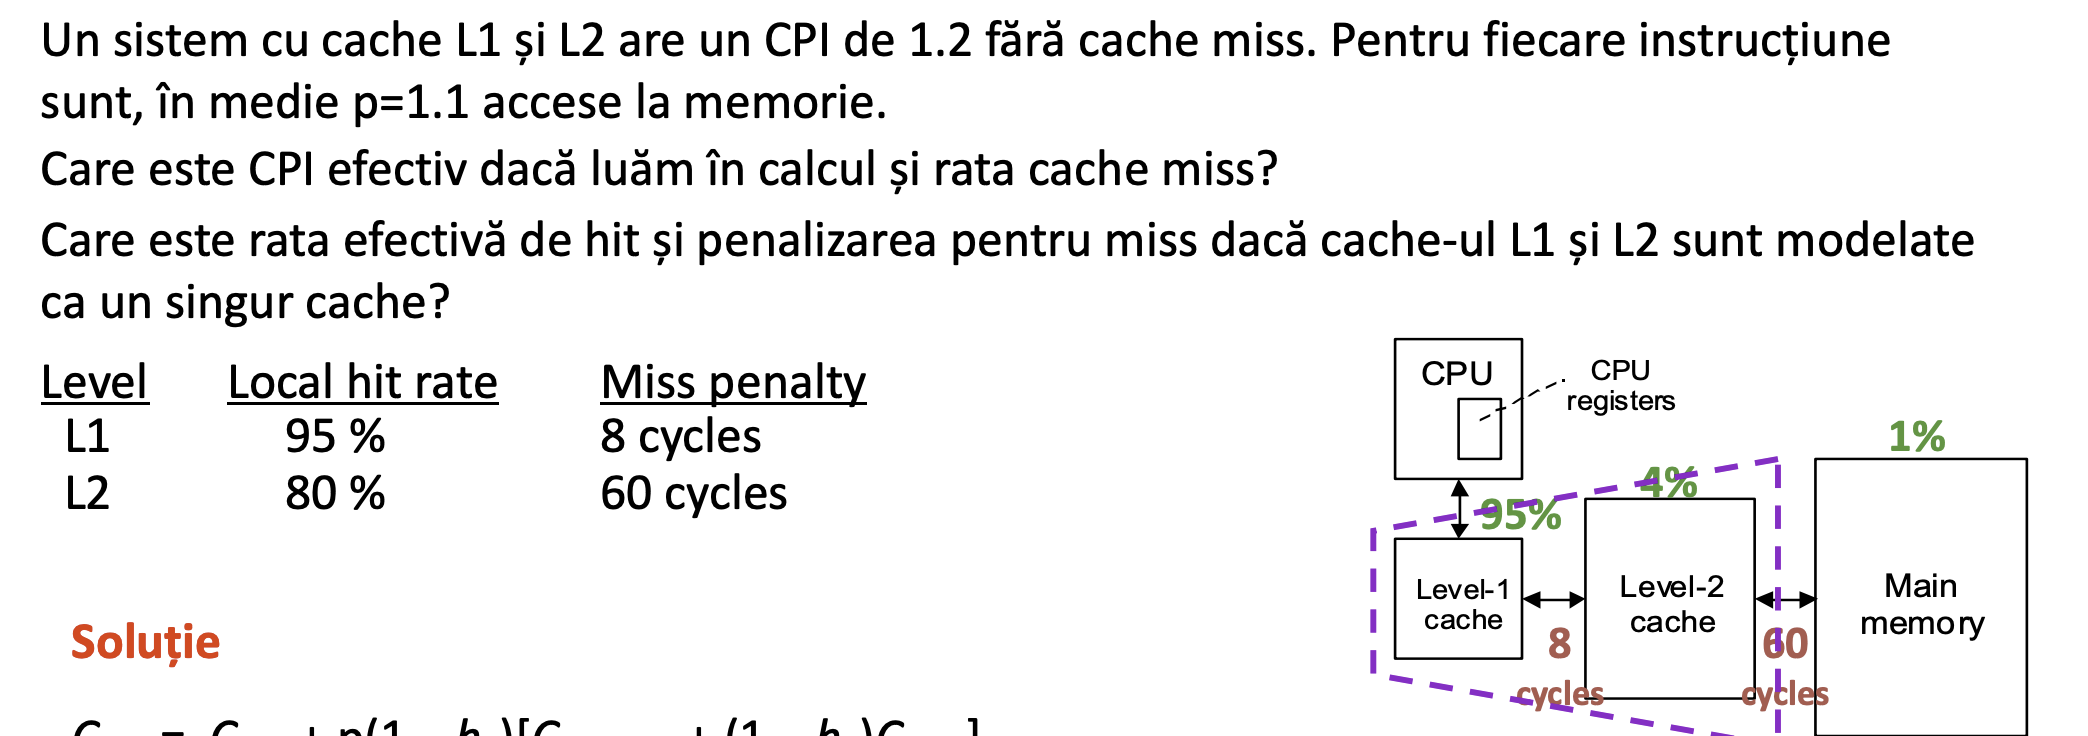 Un sistem cu cache L1 și L2 are un CPI de 1.2 fără cache miss. Pentru fiecare instrucțiune
sunt, în medie p=1.1 accese la memorie.
Care este CPI efectiv dacă luăm în calcul și rata cache miss?
Care este rata efectivă de hit și penalizarea pentru miss dacă cache-ul L1 și L2 sunt modelate
ca un singur cache?
Level Local hit rate Miss penalty
L1 95 % 8 cycles
L2 80 % 60 cycles
Soluție
CPU
CPU
registers
1%
4%
95%
Level-1
cache
Level-2
cache
Main
memory
8
cycles
60
cycles